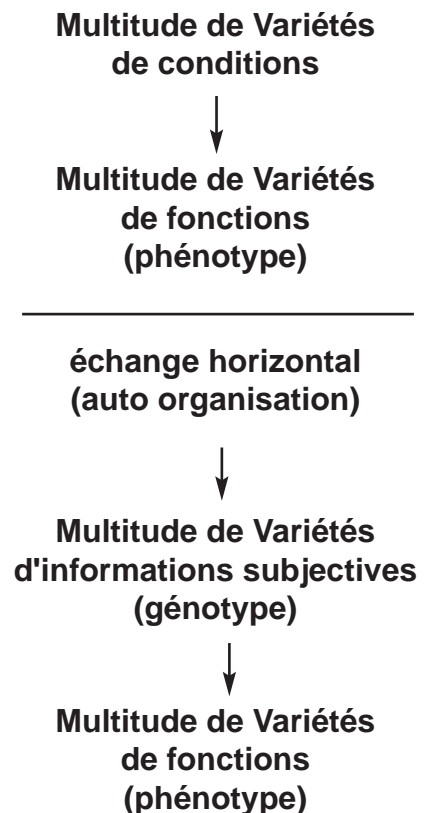 Multitude de Variétés
de conditions
Multitude de Variétés
de fonctions
(phénotype)
échange horizontal
(auto organisation)
Multitude de Variétés
d'informations subjectives
(génotype)
Multitude de Variétés
de fonctions
(phénotype)